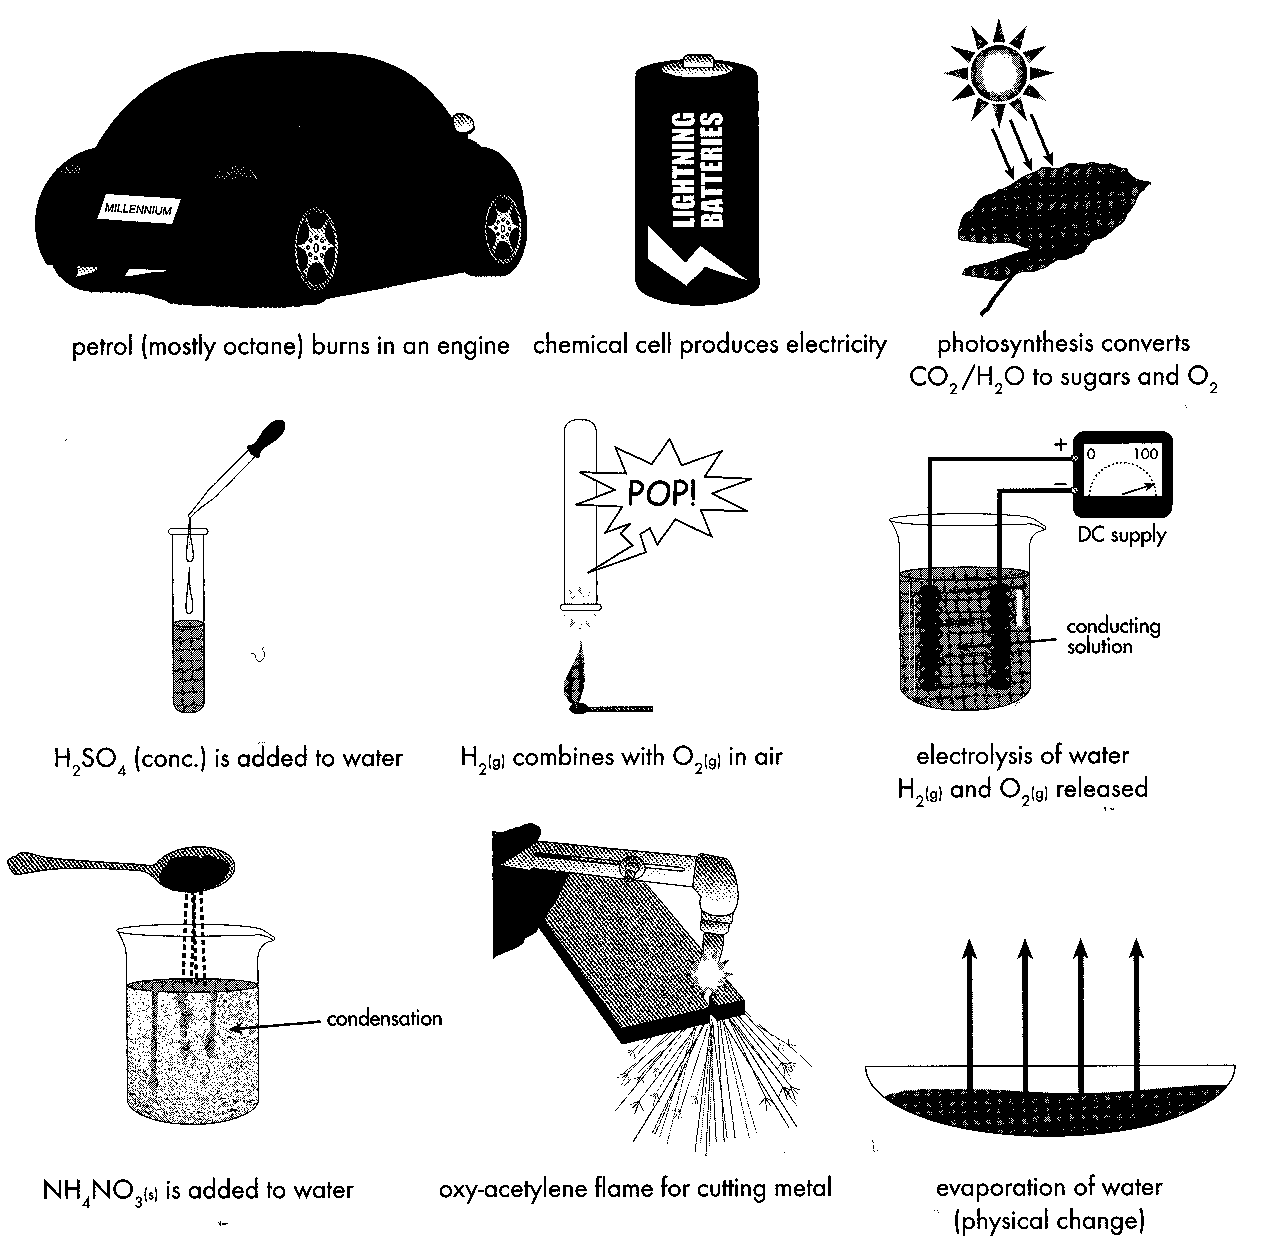 MILLENNIUM
LIGHTNING
BATTERIES
petrol (mostly octane) burns in an engine
chemical cell produces electricity
photosynthesis converts
CO₂/H₂O to sugars and O₂
POP!
+
0 100
–
DC supply
conducting
solution
H₂SO₄ (conc.) is added to water
H₂(g) combines with O₂(g) in air
electrolysis of water
H₂(g) and O₂(g) released
condensation
NH₄NO₃(s) is added to water
oxy-acetylene flame for cutting metal
evaporation of water
(physical change)